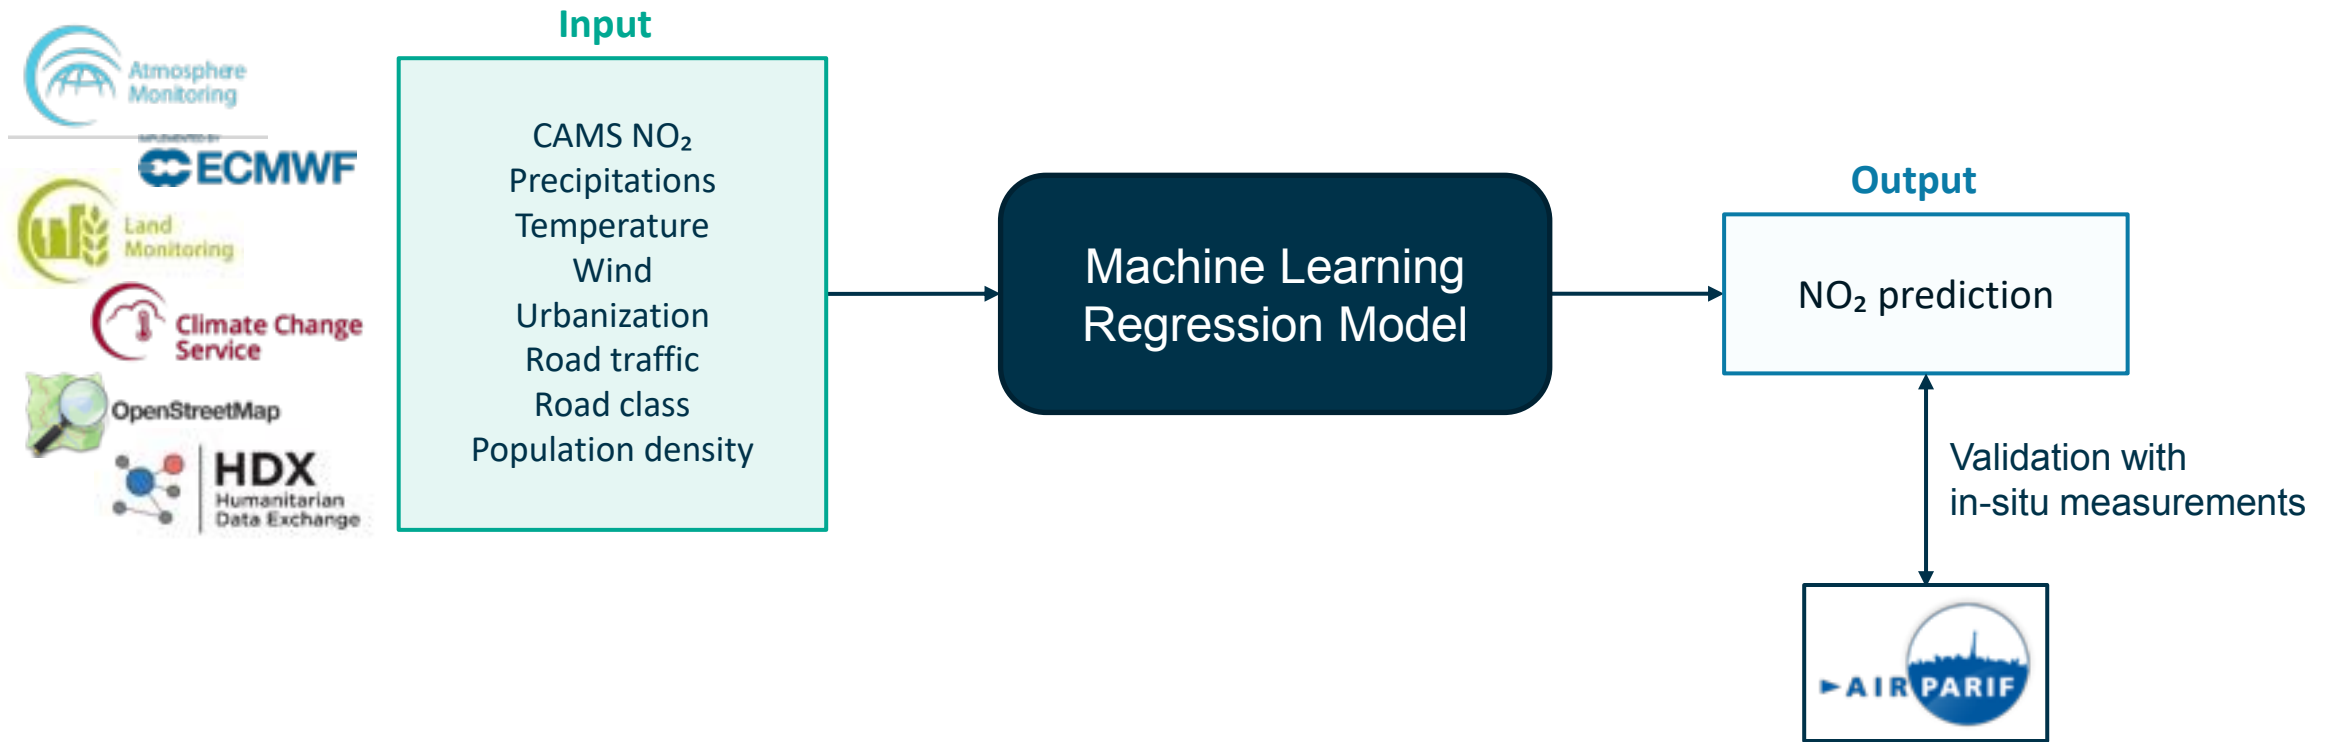 Input
Atmosphere
Monitoring
ECMWF
Land
Monitoring
Climate Change
Service
OpenStreetMap
HDX
Humanitarian
Data Exchange
CAMS NO₂
Precipitations
Temperature
Wind
Urbanization
Road traffic
Road class
Population density
Machine Learning
Regression Model
Output
NO₂ prediction
Validation with
in-situ measurements
AIRPARIF